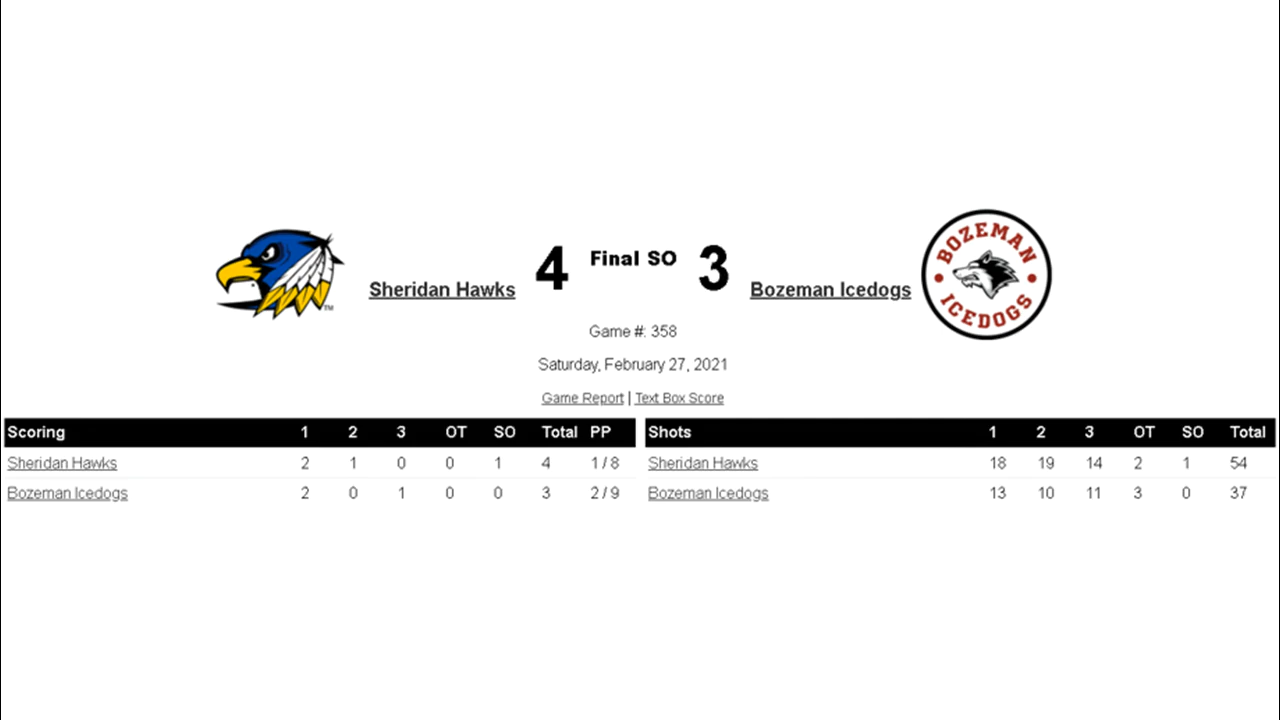 BOZEMAN
ICEDOGS
Sheridan Hawks 4 Final SO 3 Bozeman Icedogs
TM
Game #: 358
Saturday, February 27, 2021
Game Report | Text Box Score
Scoring 1 2 3 OT SO Total PP
Sheridan Hawks 2 1 0 0 1 4 1 / 8
Bozeman Icedogs 2 0 1 0 0 3 2 / 9
Shots 1 2 3 OT SO Total
Sheridan Hawks 18 19 14 2 1 54
Bozeman Icedogs 13 10 11 3 0 37